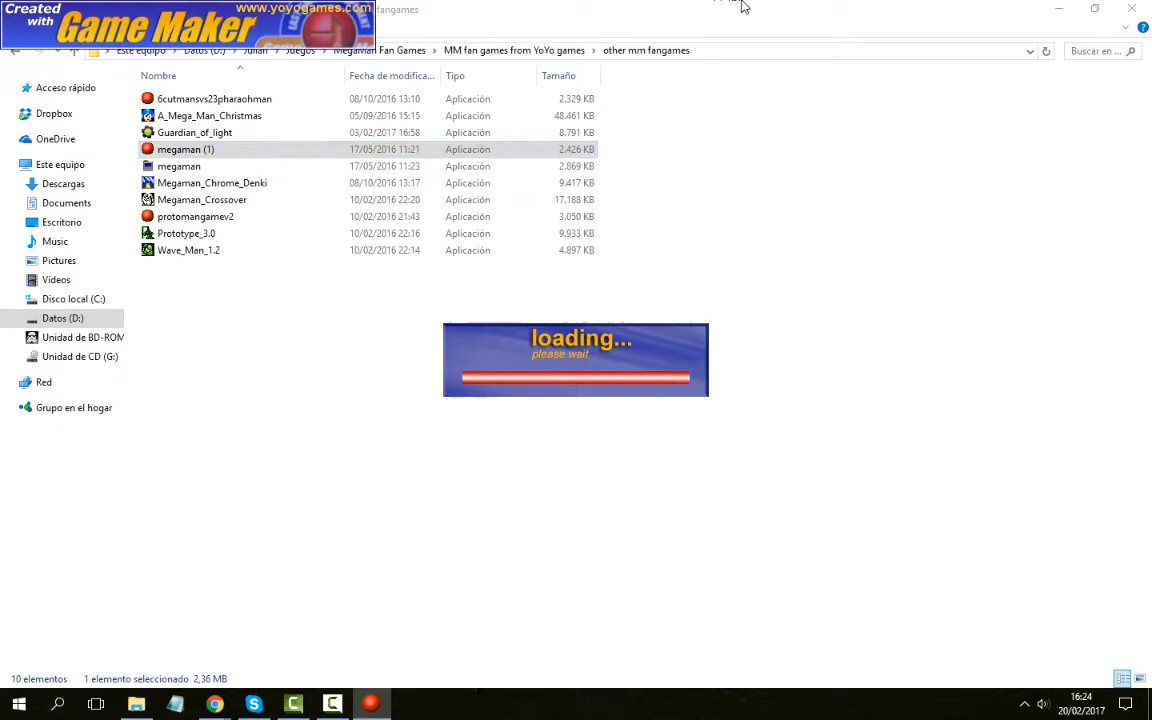 Created with Game Maker www.yoyogames.com
fangames
Este equipo > Datos (D:) > Julian > Juegos > MegaMan Fan Games > MM fan games from YoYo games > other mm fangames
Buscar en ...
Nombre Fecha de modifica... Tipo Tamaño
6cutmansvs23pharaohman 08/10/2016 13:10 Aplicación 2.329 KB
A_Mega_Man_Christmas 05/09/2016 15:15 Aplicación 48.461 KB
Guardian_of_light 03/02/2017 16:58 Aplicación 8.791 KB
megaman (1) 17/05/2016 11:21 Aplicación 2.426 KB
megaman 17/05/2016 11:23 Aplicación 2.869 KB
Megaman_Chrome_Denki 08/10/2016 13:17 Aplicación 9.417 KB
Megaman_Crossover 10/02/2016 22:20 Aplicación 17.188 KB
protomangamev2 10/02/2016 21:43 Aplicación 3.050 KB
Prototype_3.0 10/02/2016 22:16 Aplicación 9.933 KB
Wave_Man_1.2 10/02/2016 22:14 Aplicación 4.897 KB
Acceso rápido
Dropbox
OneDrive
Este equipo
Descargas
Documents
Escritorio
Music
Pictures
Videos
Disco local (C:)
Datos (D:)
Unidad de BD-ROM
Unidad de CD (G:)
Red
Grupo en el hogar
loading...
please wait
10 elementos 1 elemento seleccionado 2,36 MB
16:24
20/02/2017